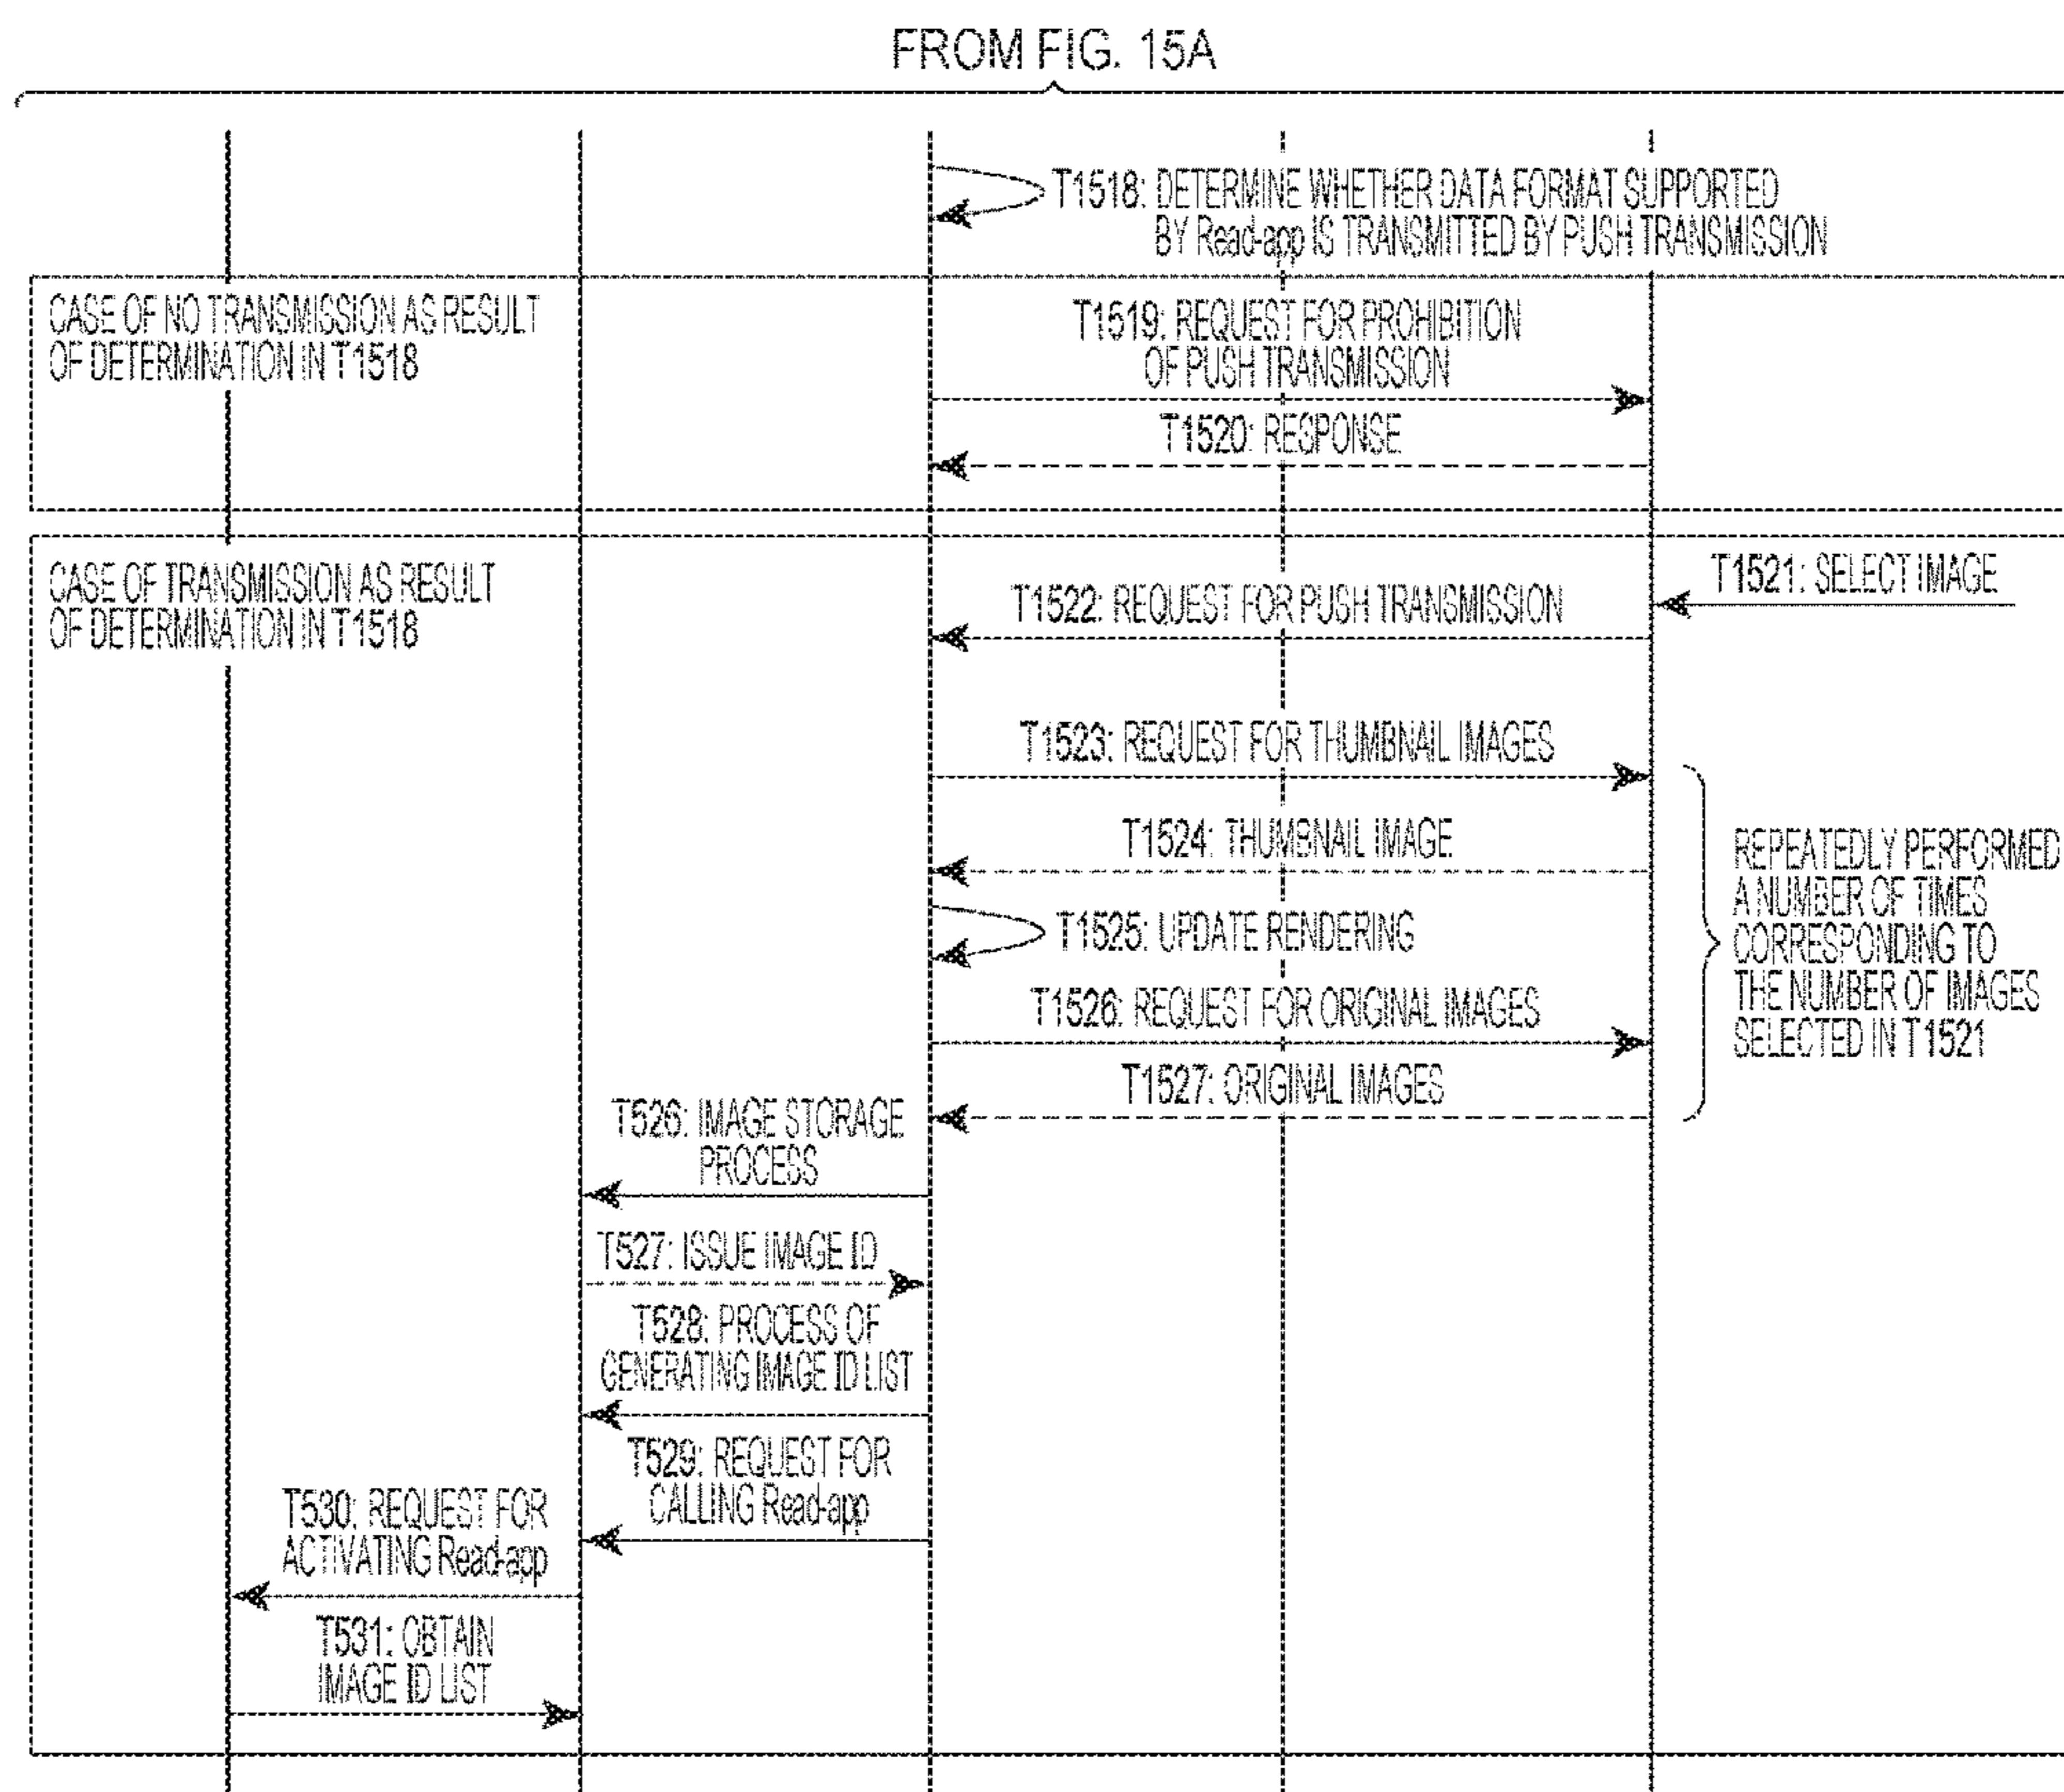 FROM FIG. 15A
T1518: DETERMINE WHETHER DATA FORMAT SUPPORTED
BY Read-app IS TRANSMITTED BY PUSH TRANSMISSION
CASE OF NO TRANSMISSION AS RESULT
OF DETERMINATION IN T1518
T1519: REQUEST FOR PROHIBITION
OF PUSH TRANSMISSION
T1520: RESPONSE
CASE OF TRANSMISSION AS RESULT
OF DETERMINATION IN T1518
T1521: SELECT IMAGE
T1522: REQUEST FOR PUSH TRANSMISSION
T1523: REQUEST FOR THUMBNAIL IMAGES
T1524: THUMBNAIL IMAGE
T1525: UPDATE RENDERING
T1526: REQUEST FOR ORIGINAL IMAGES
T1527: ORIGINAL IMAGES
REPEATEDLY PERFORMED
A NUMBER OF TIMES
CORRESPONDING TO
THE NUMBER OF IMAGES
SELECTED IN T1521
T526: IMAGE STORAGE
PROCESS
T527: ISSUE IMAGE ID
T528: PROCESS OF
GENERATING IMAGE ID LIST
T529: REQUEST FOR
CALLING Read-app
T530: REQUEST FOR
ACTIVATING Read-app
T531: OBTAIN
IMAGE ID LIST